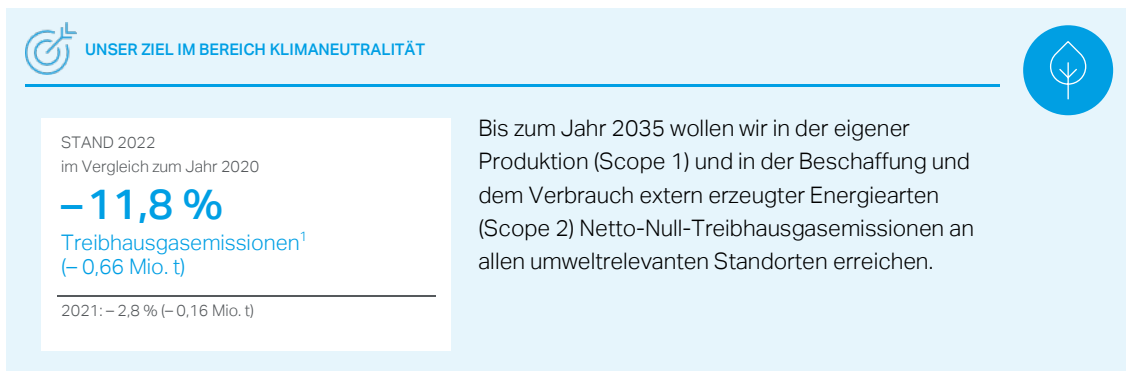 UNSER ZIEL IM BEREICH KLIMANEUTRALITÄT
STAND 2022
im Vergleich zum Jahr 2020
– 11,8 %
Treibhausgasemissionen¹
(– 0,66 Mio. t)
2021: – 2,8 % (– 0,16 Mio. t)
Bis zum Jahr 2035 wollen wir in der eigener
Produktion (Scope 1) und in der Beschaffung und
dem Verbrauch extern erzeugter Energiearten
(Scope 2) Netto-Null-Treibhausgasemissionen an
allen umweltrelevanten Standorten erreichen.